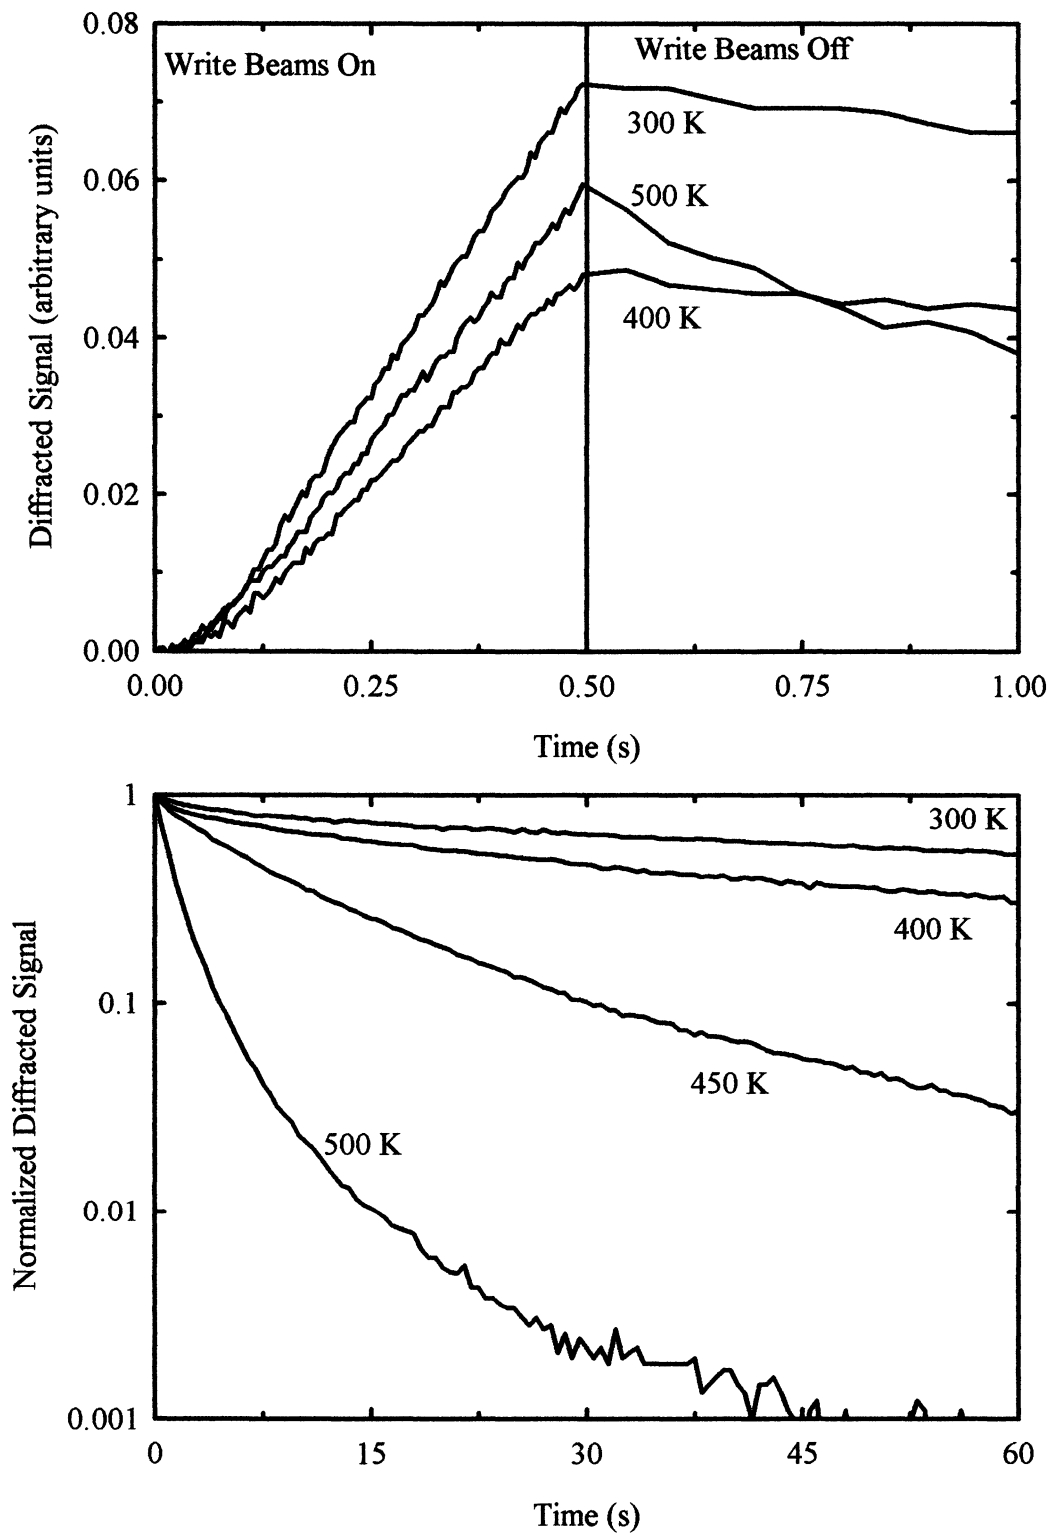 0.08
Write Beams On
Write Beams Off
300 K
0.06
500 K
400 K
0.04
0.02
0.00
0.00 0.25 0.50 0.75 1.00
Time (s)
Diffracted Signal (arbitrary units)
1
300 K
400 K
0.1
450 K
500 K
0.01
0.001
0 15 30 45 60
Time (s)
Normalized Diffracted Signal